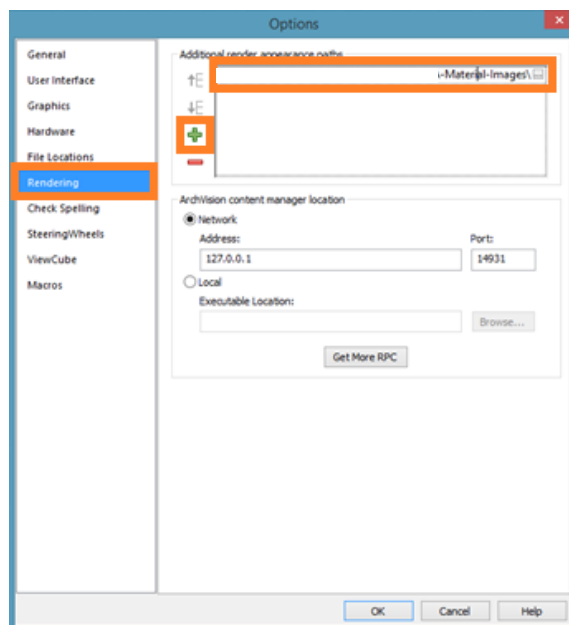 Options
General
User Interface
Graphics
Hardware
File Locations
Rendering
Check Spelling
SteeringWheels
ViewCube
Macros
Additional render appearance paths
-Material-Images\
ArchVision content manager location
Network
Address:
Port:
127.0.0.1
14931
Local
Executable Location:
Browse...
Get More RPC
OK
Cancel
Help